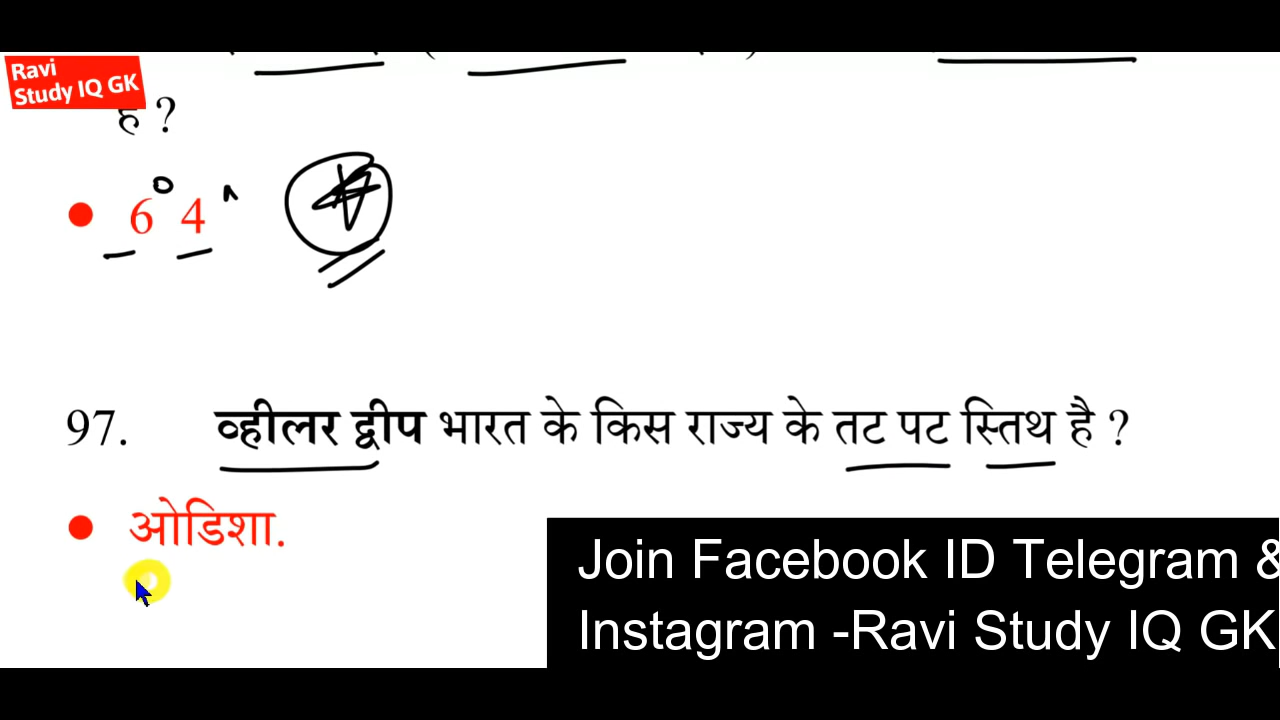 Ravi
Study IQ GK
है ?
6° 4
97. व्हीलर द्वीप भारत के किस राज्य के तट पट स्तिथ है ?
ओडिशा.
Join Facebook ID Telegram &
Instagram -Ravi Study IQ GK